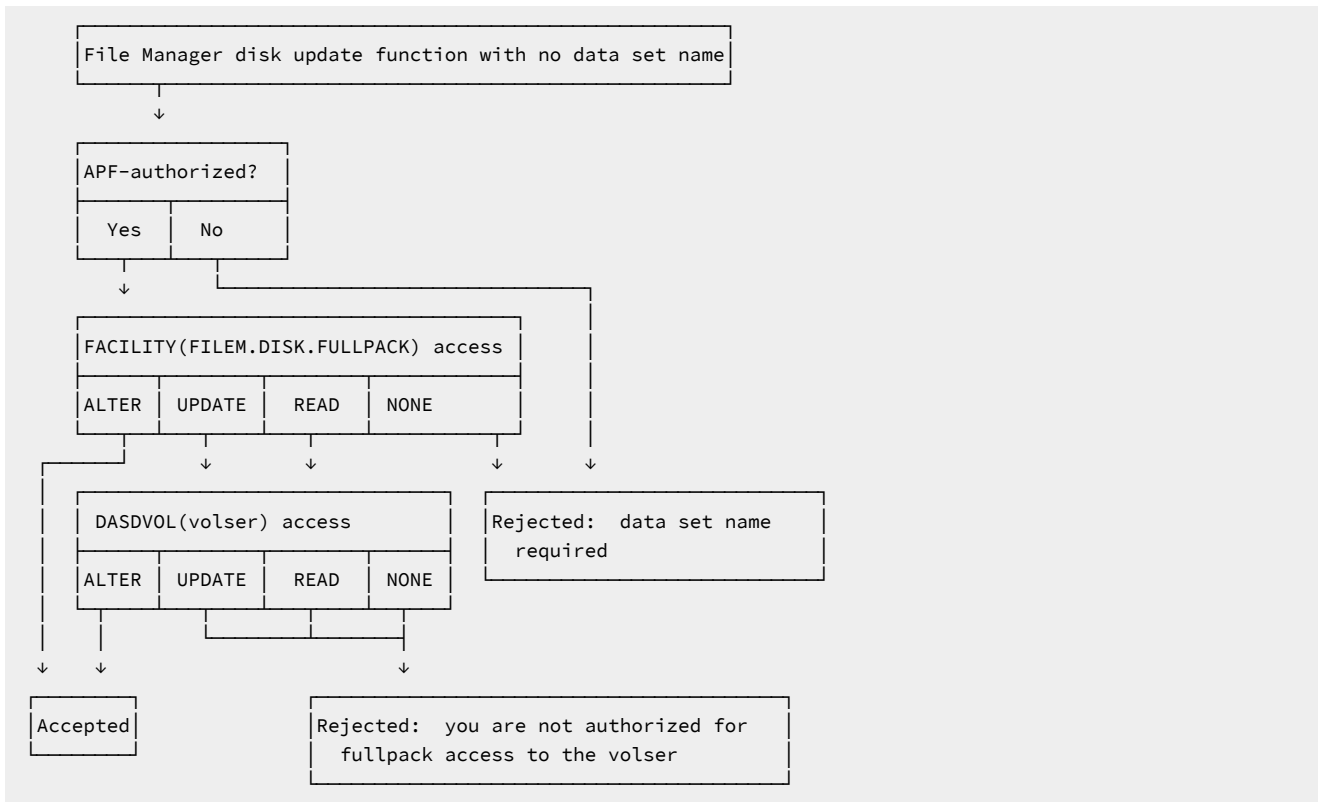 File Manager disk update function with no data set name
APF-authorized?
Yes No
FACILITY(FILEM.DISK.FULLPACK) access
ALTER UPDATE READ NONE
DASDVOL(volser) access
ALTER UPDATE READ NONE
Rejected: data set name
required
Accepted
Rejected: you are not authorized for
fullpack access to the volser